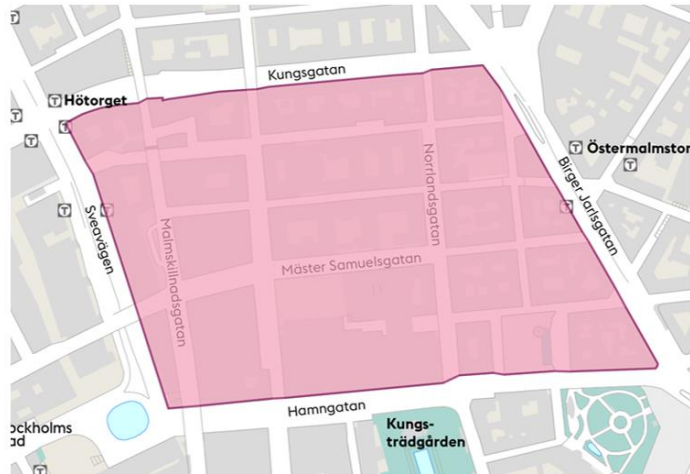 Kungsgatan
T Hötorget
T
T
T
T Östermalmstor
T
Norrlandsgatan
Birger Jarlsgatan
T
T
T
Sveavägen
Malmskillnadsgatan
Mäster Samuelsgatan
Hamngatan
Kungs-
trädgården
ockholms
ad
T